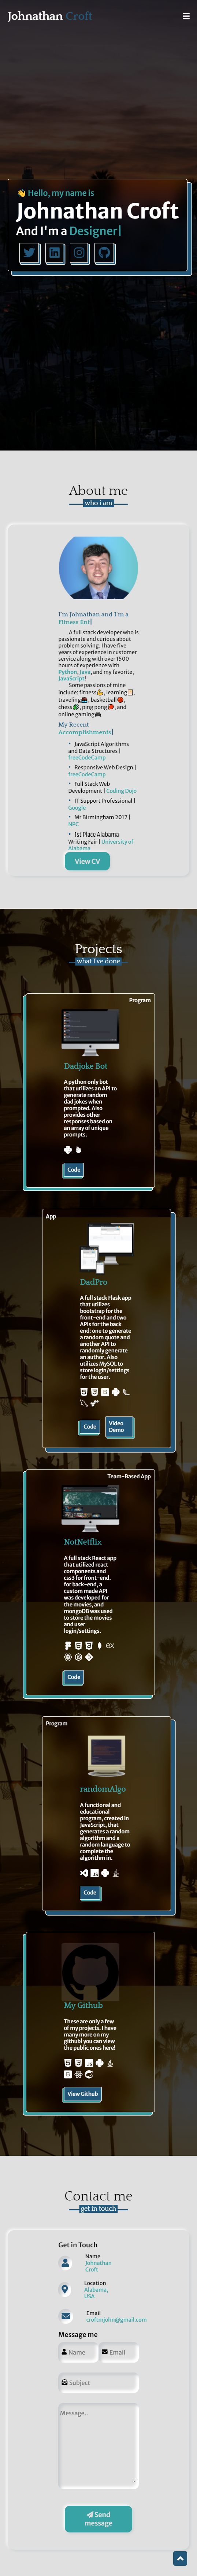 Johnathan Croft
👋 Hello, my name is
Johnathan Croft
And I'm a Designer|
About me
who i am
I'm Johnathan and I'm a
Fitness Ent|
A full stack developer who is
passionate and curious about
problem solving. I have five
years of experience in customer
service along with over 1500
hours of experience with
Python, Java, and my favorite,
JavaScript!
Some passions of mine
include: fitness💪, learning📋,
traveling🚢, basketball🏀,
chess♟, ping pong🏓, and
online gaming🎮
My Recent
Accomplishments|
JavaScript Algorithms
and Data Structures |
freeCodeCamp
Responsive Web Design |
freeCodeCamp
Full Stack Web
Development | Coding Dojo
IT Support Professional |
Google
Mr Birmingham 2017 |
NPC
1st Place Alabama
Writing Fair | University of
Alabama
View CV
Projects
what I've done
Program
Dadjoke Bot
A python only bot
that utilizes an API to
generate random
dad jokes when
prompted. Also
provides other
responses based on
an array of unique
prompts.
Code
App
DadPro
A full stack Flask app
that utilizes
bootstrap for the
front-end and two
APIs for the back
end: one to generate
a random quote and
another API to
randomly generate
an author. Also
utilizes MySQL to
store login/settings
for the user.
Code
Video
Demo
Team-Based App
NotNetflix
A full stack React app
that utilized react
components and
css3 for front-end.
for back-end, a
custom made API
was developed for
the movies, and
mongoDB was used
to store the movies
and user
login/settings.
EX
Code
Program
randomAlgo
A functional and
educational
program, created in
JavaScript, that
generates a random
algorithm and a
random language to
complete the
algorithm in.
Code
My Github
These are only a few
of my projects. I have
many more on my
github! you can view
the public ones here!
View Github
Contact me
get in touch
Get in Touch
Name
Johnathan
Croft
Location
Alabama,
USA
Email
croftmjohn@gmail.com
Message me
Name
Email
Subject
Message..
Send
message